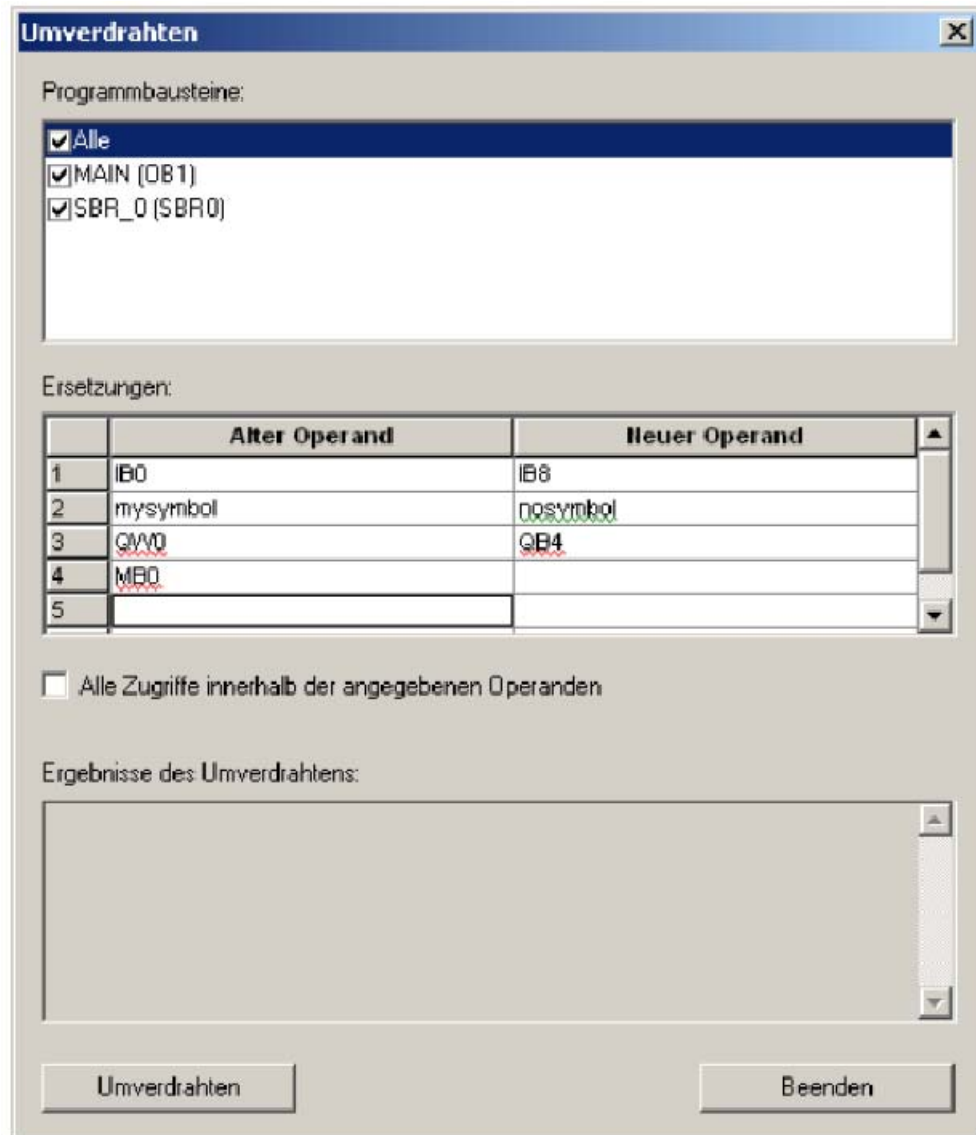 Umverdrahten
Programmbausteine:
Alle
MAIN (OB1)
SBR_0 (SBR0)
Ersetzungen:
Alter Operand Neuer Operand
1 IB0 IB8
2 mysymbol nosymbol
3 QW0 QB4
4 MB0
5
Alle Zugriffe innerhalb der angegebenen Operanden
Ergebnisse des Umverdrahtens:
Umverdrahten Beenden